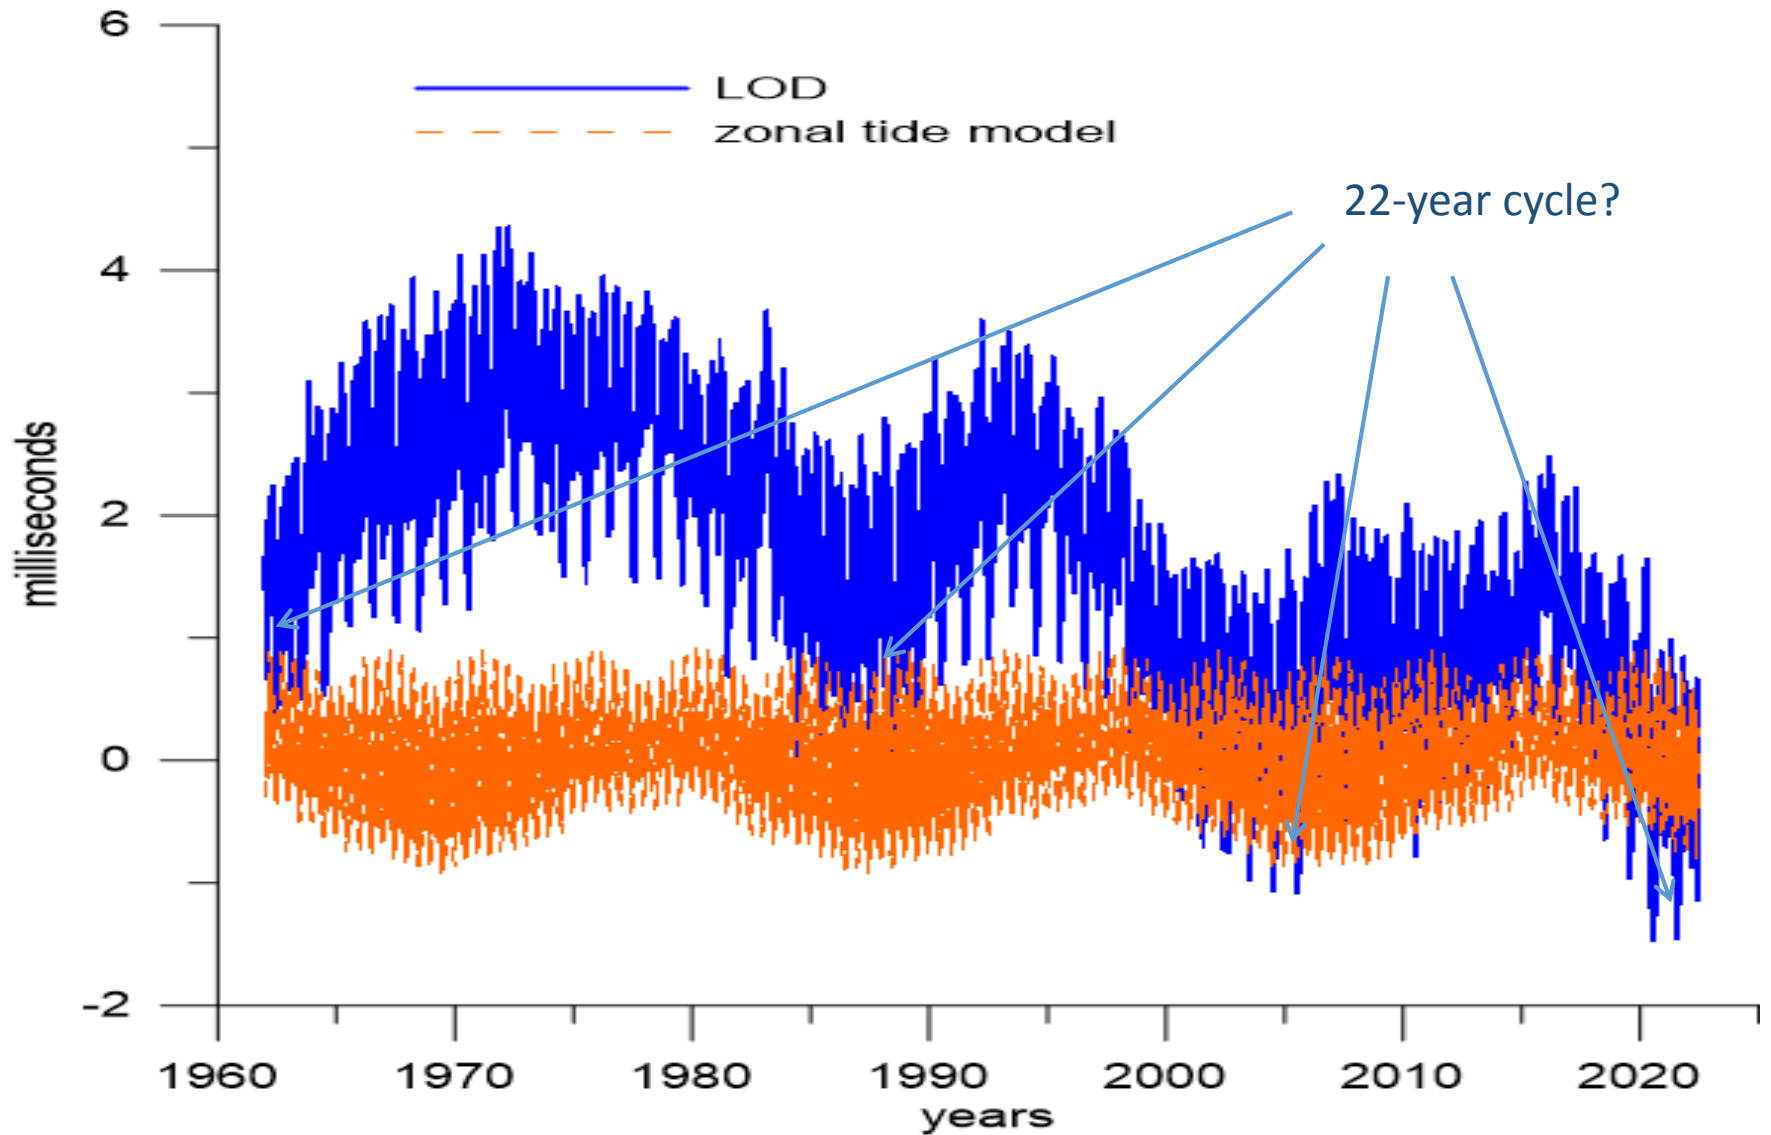 6
LOD
zonal tide model
22-year cycle?
4
2
0
-2
milliseconds
1960 1970 1980 1990 2000 2010 2020
years